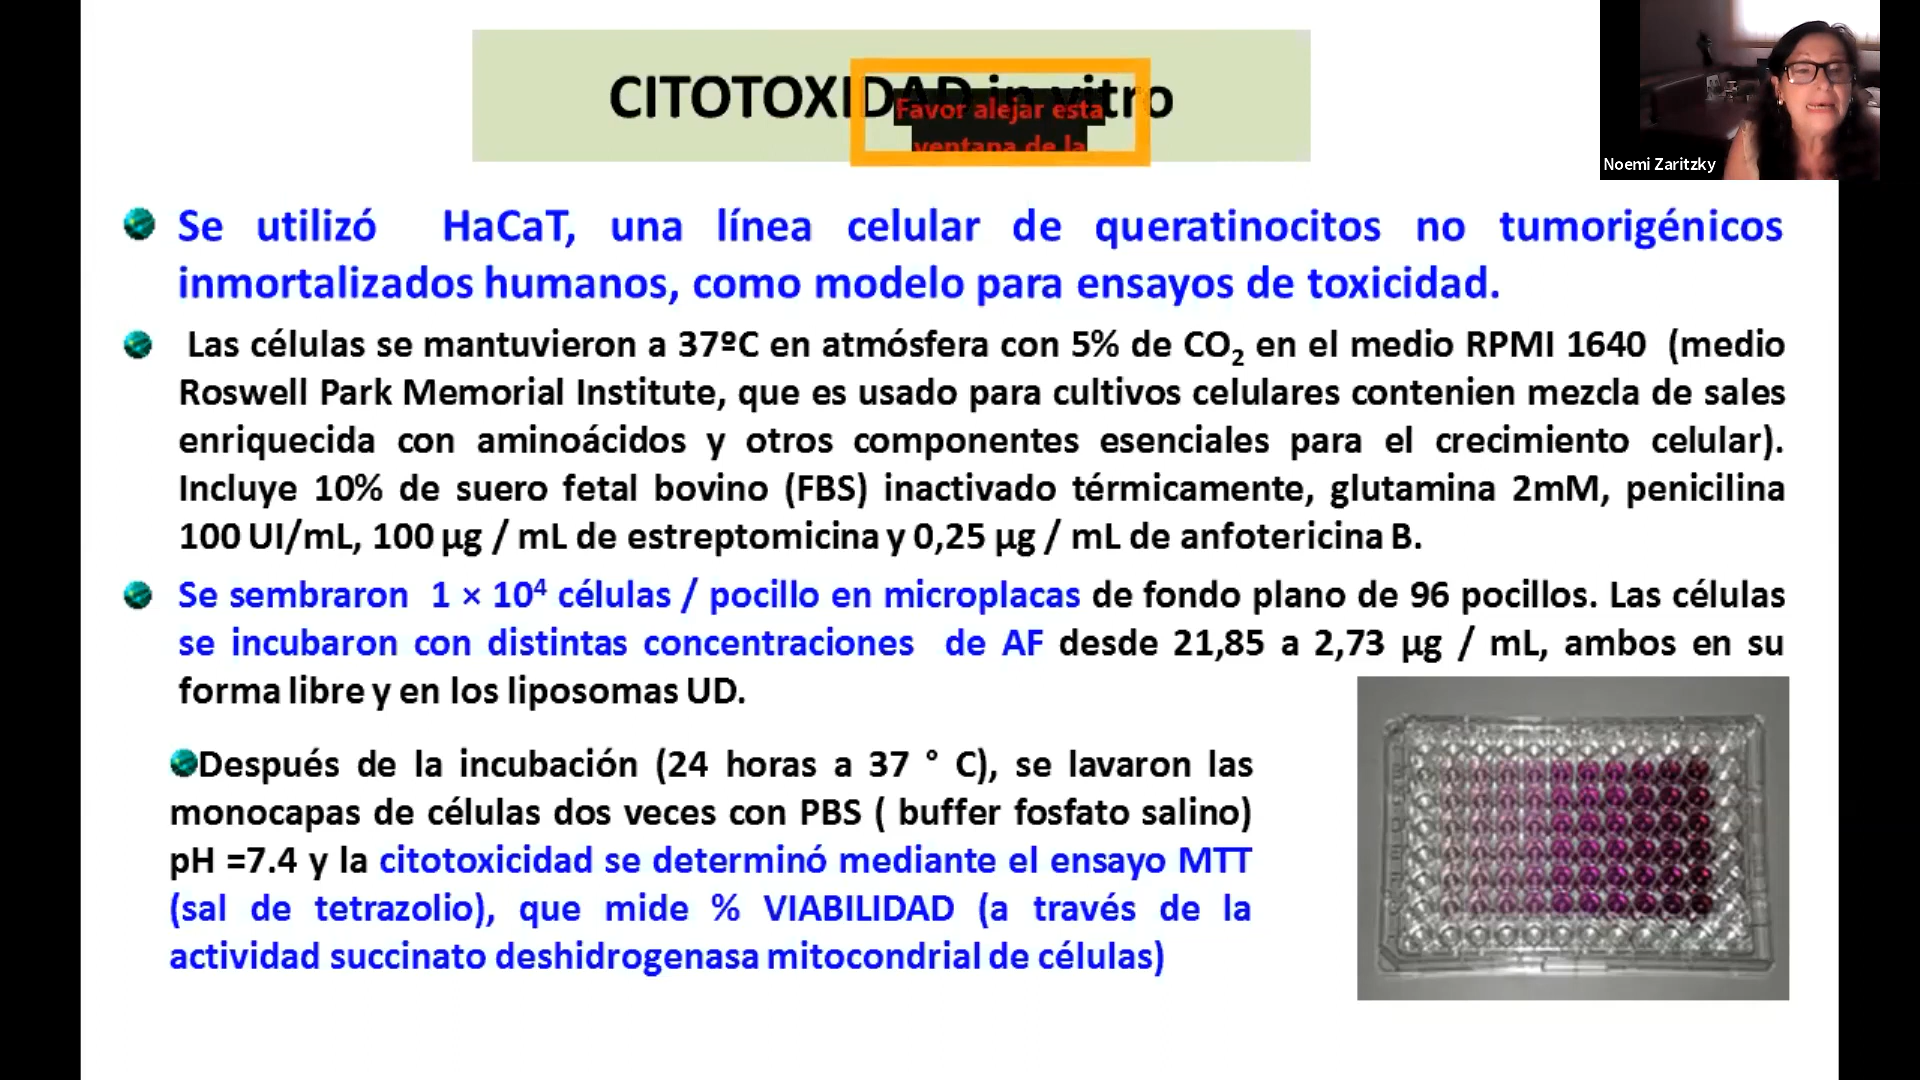 CITOTOXIDAD in vitro
Favor alejar esta
ventana de la
Noemi Zaritzky
Se utilizó HaCaT, una línea celular de queratinocitos no tumorigénicos
inmortalizados humanos, como modelo para ensayos de toxicidad.
Las células se mantuvieron a 37ºC en atmósfera con 5% de CO₂ en el medio RPMI 1640 (medio
Roswell Park Memorial Institute, que es usado para cultivos celulares contenien mezcla de sales
enriquecida con aminoácidos y otros componentes esenciales para el crecimiento celular).
Incluye 10% de suero fetal bovino (FBS) inactivado térmicamente, glutamina 2mM, penicilina
100 UI/mL, 100 µg / mL de estreptomicina y 0,25 µg / mL de anfotericina B.
Se sembraron 1 × 10⁴ células / pocillo en microplacas de fondo plano de 96 pocillos. Las células
se incubaron con distintas concentraciones de AF desde 21,85 a 2,73 µg / mL, ambos en su
forma libre y en los liposomas UD.
Después de la incubación (24 horas a 37 ° C), se lavaron las
monocapas de células dos veces con PBS ( buffer fosfato salino)
pH =7.4 y la citotoxicidad se determinó mediante el ensayo MTT
(sal de tetrazolio), que mide % VIABILIDAD (a través de la
actividad succinato deshidrogenasa mitocondrial de células)